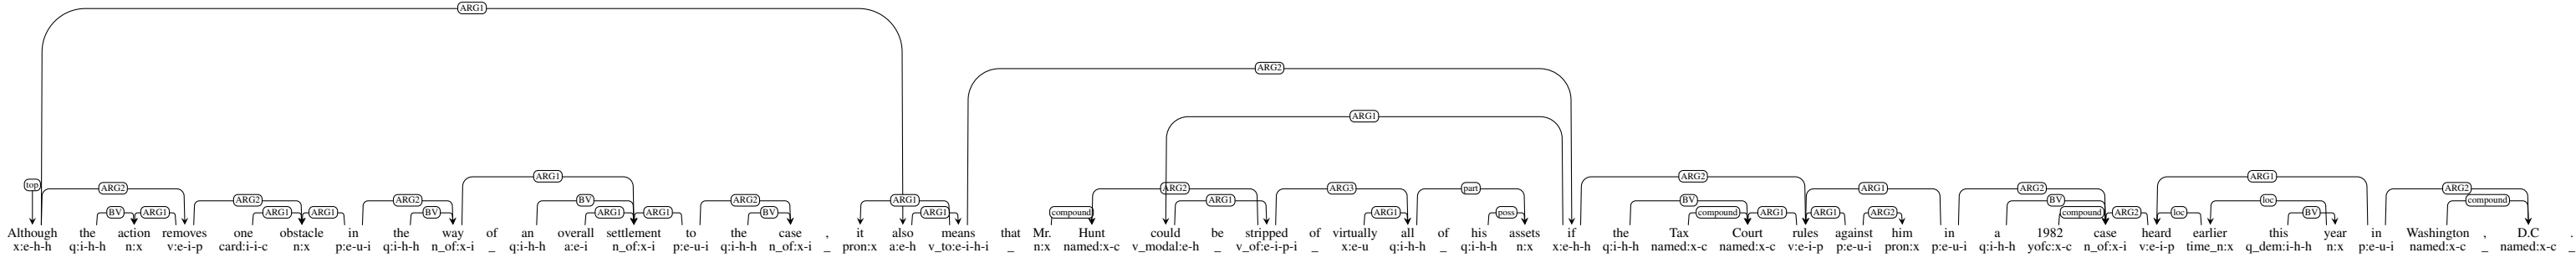 ARG1
ARG2
ARG1
ARG1 ARG2 ARG1 ARG1
top ARG2 ARG2 ARG3 part ARG1 ARG2 ARG2
ARG2 ARG2 BV ARG2 ARG1 ARG1 BV BV loc compound
BV ARG1 ARG1 ARG1 BV ARG1 ARG1 BV ARG1 compound ARG1 poss compound ARG1 ARG1 ARG2 compound ARG2 loc BV
Although the action removes one obstacle in the way of an overall settlement to the case , it also means that Mr. Hunt could be stripped of virtually all of his assets if the Tax Court rules against him in a 1982 case heard earlier this year in Washington , D.C .
x:e-h-h q:i-h-h n:x v:e-i-p card:i-i-c n:x p:e-u-i q:i-h-h n_of:x-i _ q:i-h-h a:e-i n_of:x-i p:e-u-i q:i-h-h n_of:x-i _ pron:x a:e-h v_to:e-i-h-i _ n:x named:x-c v_modal:e-h _ v_of:e-i-p-i _ x:e-u q:i-h-h _ q:i-h-h n:x x:e-h-h q:i-h-h named:x-c named:x-c v:e-i-p p:e-u-i pron:x p:e-u-i q:i-h-h yofc:x-c n_of:x-i v:e-i-p time_n:x q_dem:i-h-h n:x p:e-u-i named:x-c _ named:x-c _